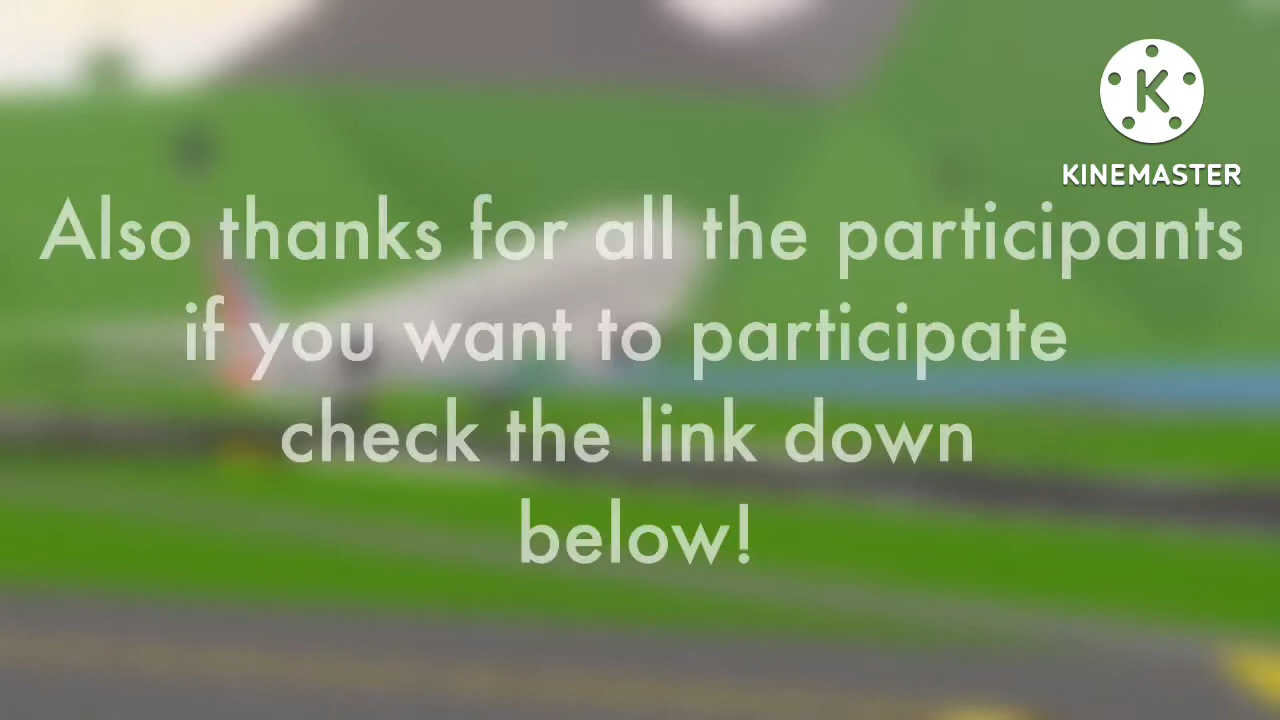 KINEMASTER
Also thanks for all the participants
if you want to participate
check the link down
below!